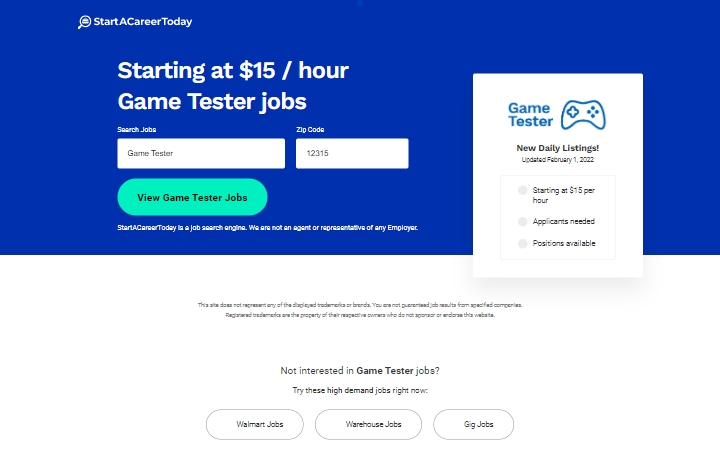 StartACareerToday
Starting at $15 / hour
Game Tester jobs
Search Jobs
Zip Code
Game Tester
12315
View Game Tester Jobs
StartACareerToday is a job search engine. We are not an agent or representative of any Employer.
Game
Tester
New Daily Listings!
Updated February 1, 2022
Starting at $15 per
hour
Applicants needed
Positions available
This site does not represent any of the displayed trademarks or brands. You are not guaranteed job results from specified companies.
Registered trademarks are the property of their respective owners who do not sponsor or endorse this website.
Not interested in Game Tester jobs?
Try these high demand jobs right now:
Walmart Jobs
Warehouse Jobs
Gig Jobs